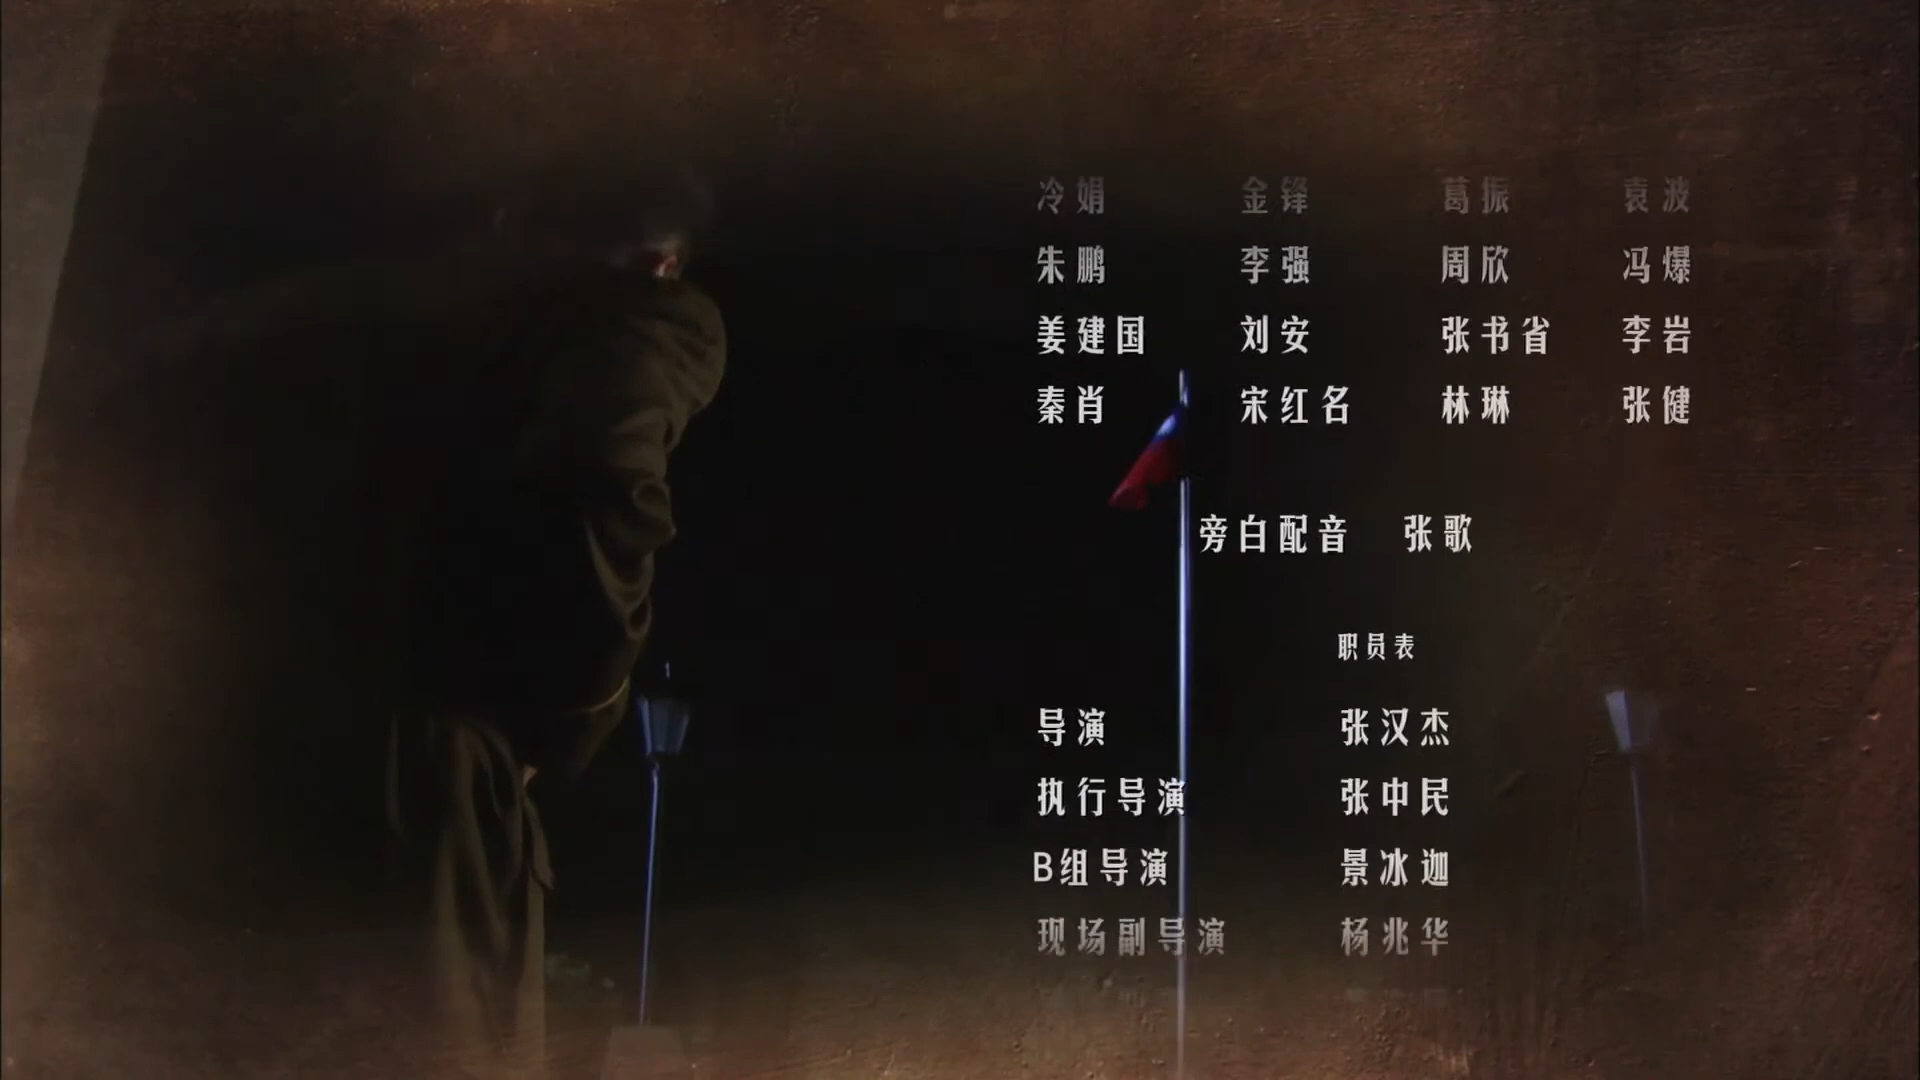 冷娟 金锋 葛振 袁波
朱鹏 李强 周欣 冯爆
姜建国 刘安 张书省 李岩
秦肖 宋红名 林琳 张健
旁白配音 张歌
职员表
导演 张汉杰
执行导演 张中民
B组导演 景冰迦
现场副导演 杨兆华